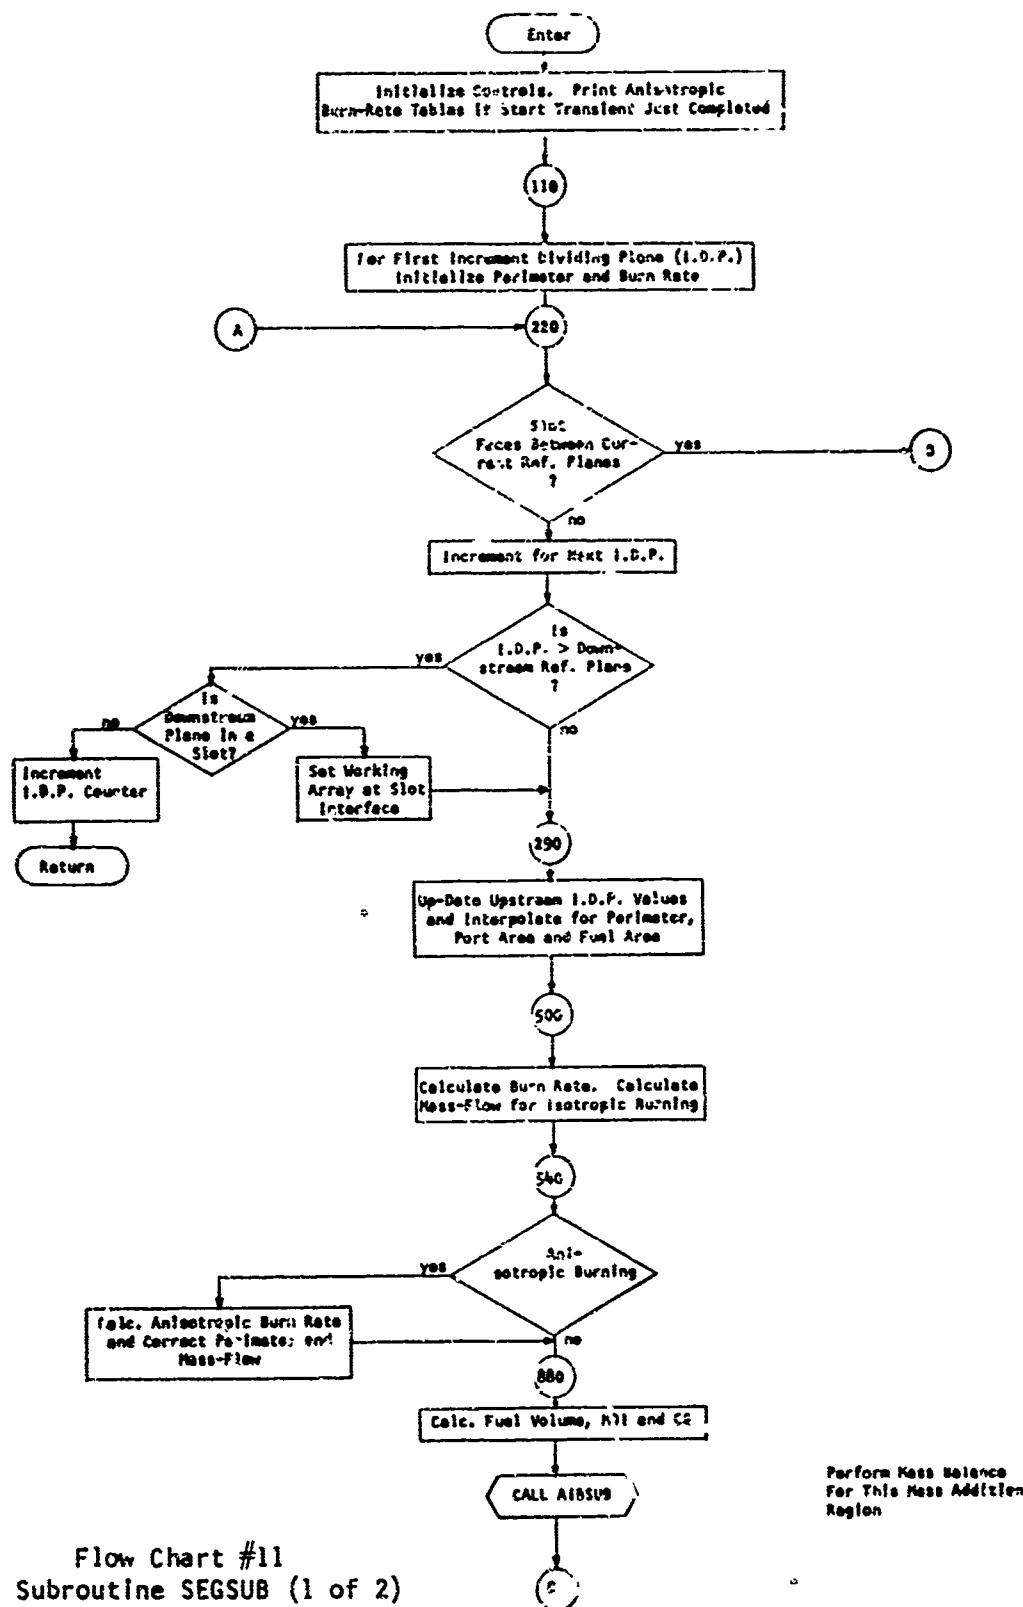 Enter
Initialize Controls. Print Anisotropic
Burn-Rate Tables If Start Transient Just Completed
110
For First Increment Dividing Plane (I.D.P.)
Initialize Perimeter and Burn Rate
A
220
Slot
Faces Between Cur-
rent Ref. Planes
?
yes
B
no
Increment for Next I.D.P.
Is
I.D.P. > Down-
stream Ref. Plane
?
yes
no
Is
Downstream
Plane In a
Slot?
no
yes
Increment
I.D.P. Counter
Set Working
Array at Slot
Interface
Return
290
Up-Date Upstream I.D.P. Values
and Interpolate for Perimeter,
Port Area and Fuel Area
500
Calculate Burn Rate. Calculate
Mass-Flow for Isotropic Burning
540
Ani-
sotropic Burning
yes
no
Calc. Anisotropic Burn Rate
and Correct Perimeter and
Mass-Flow
880
Calc. Fuel Volume, and C2
CALL AIBSUB
Perform Mass Balance
For This Mass Addition
Region
Flow Chart #11
Subroutine SEGSUB (1 of 2)